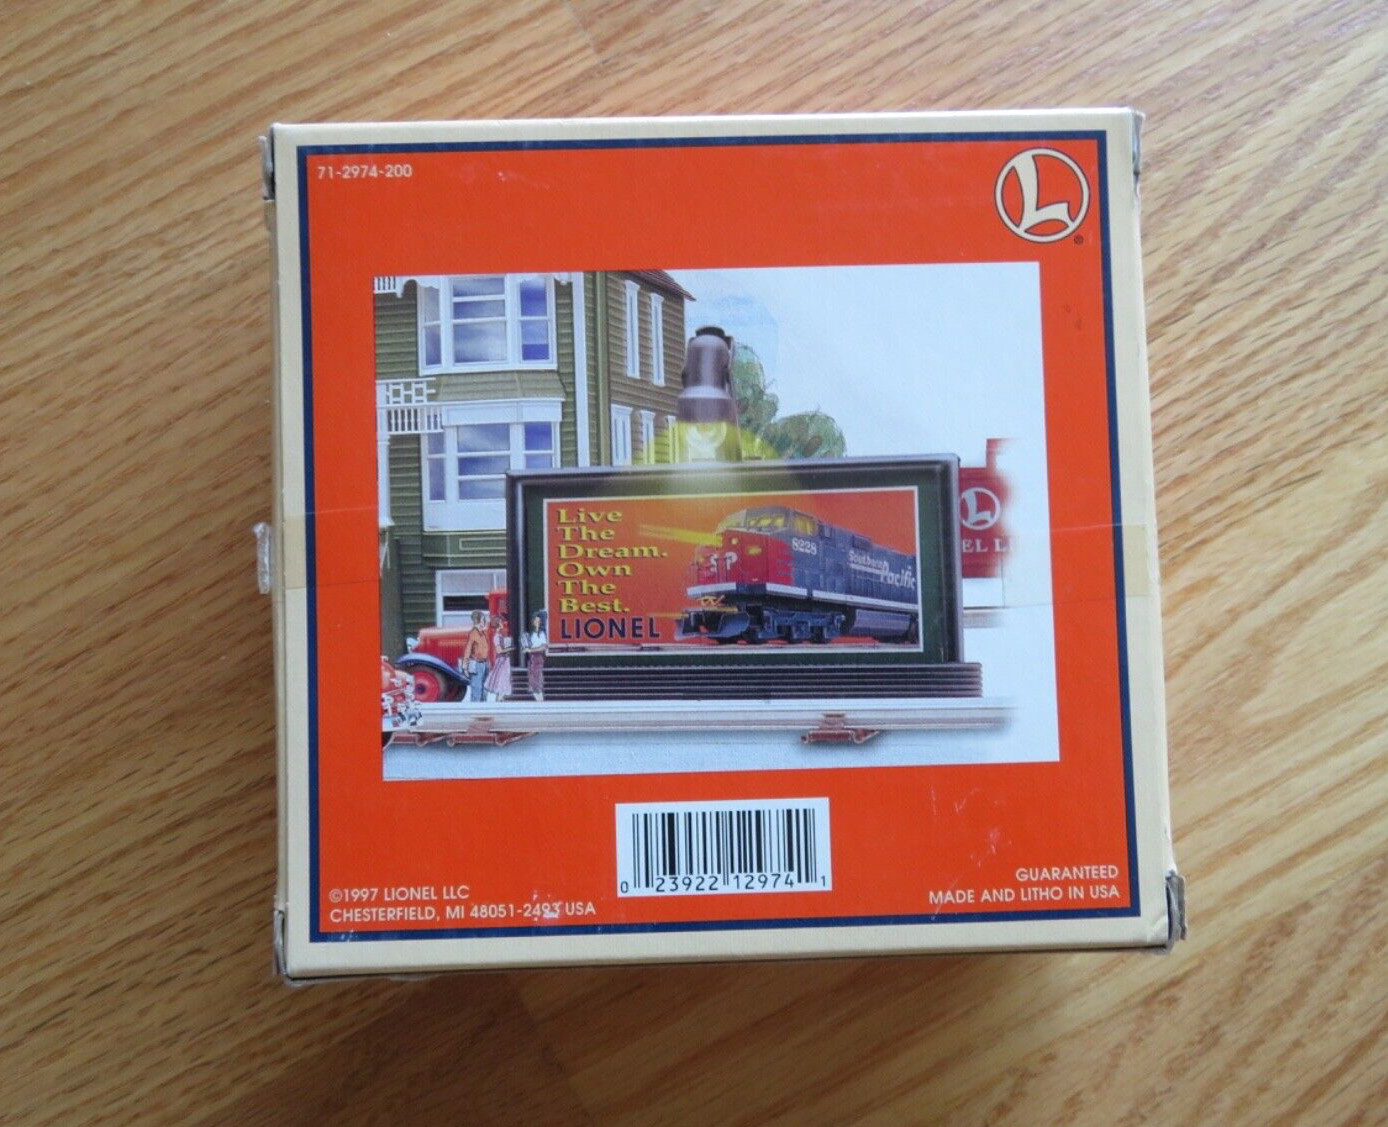 71-2974-200
L
®
Live
The
Dream.
Own
The
Best.
LIONEL
8228
SP
Southern
Pacific
L
EL L
0 23922 12974 1
©1997 LIONEL LLC
CHESTERFIELD, MI 48051-2493 USA
GUARANTEED
MADE AND LITHO IN USA